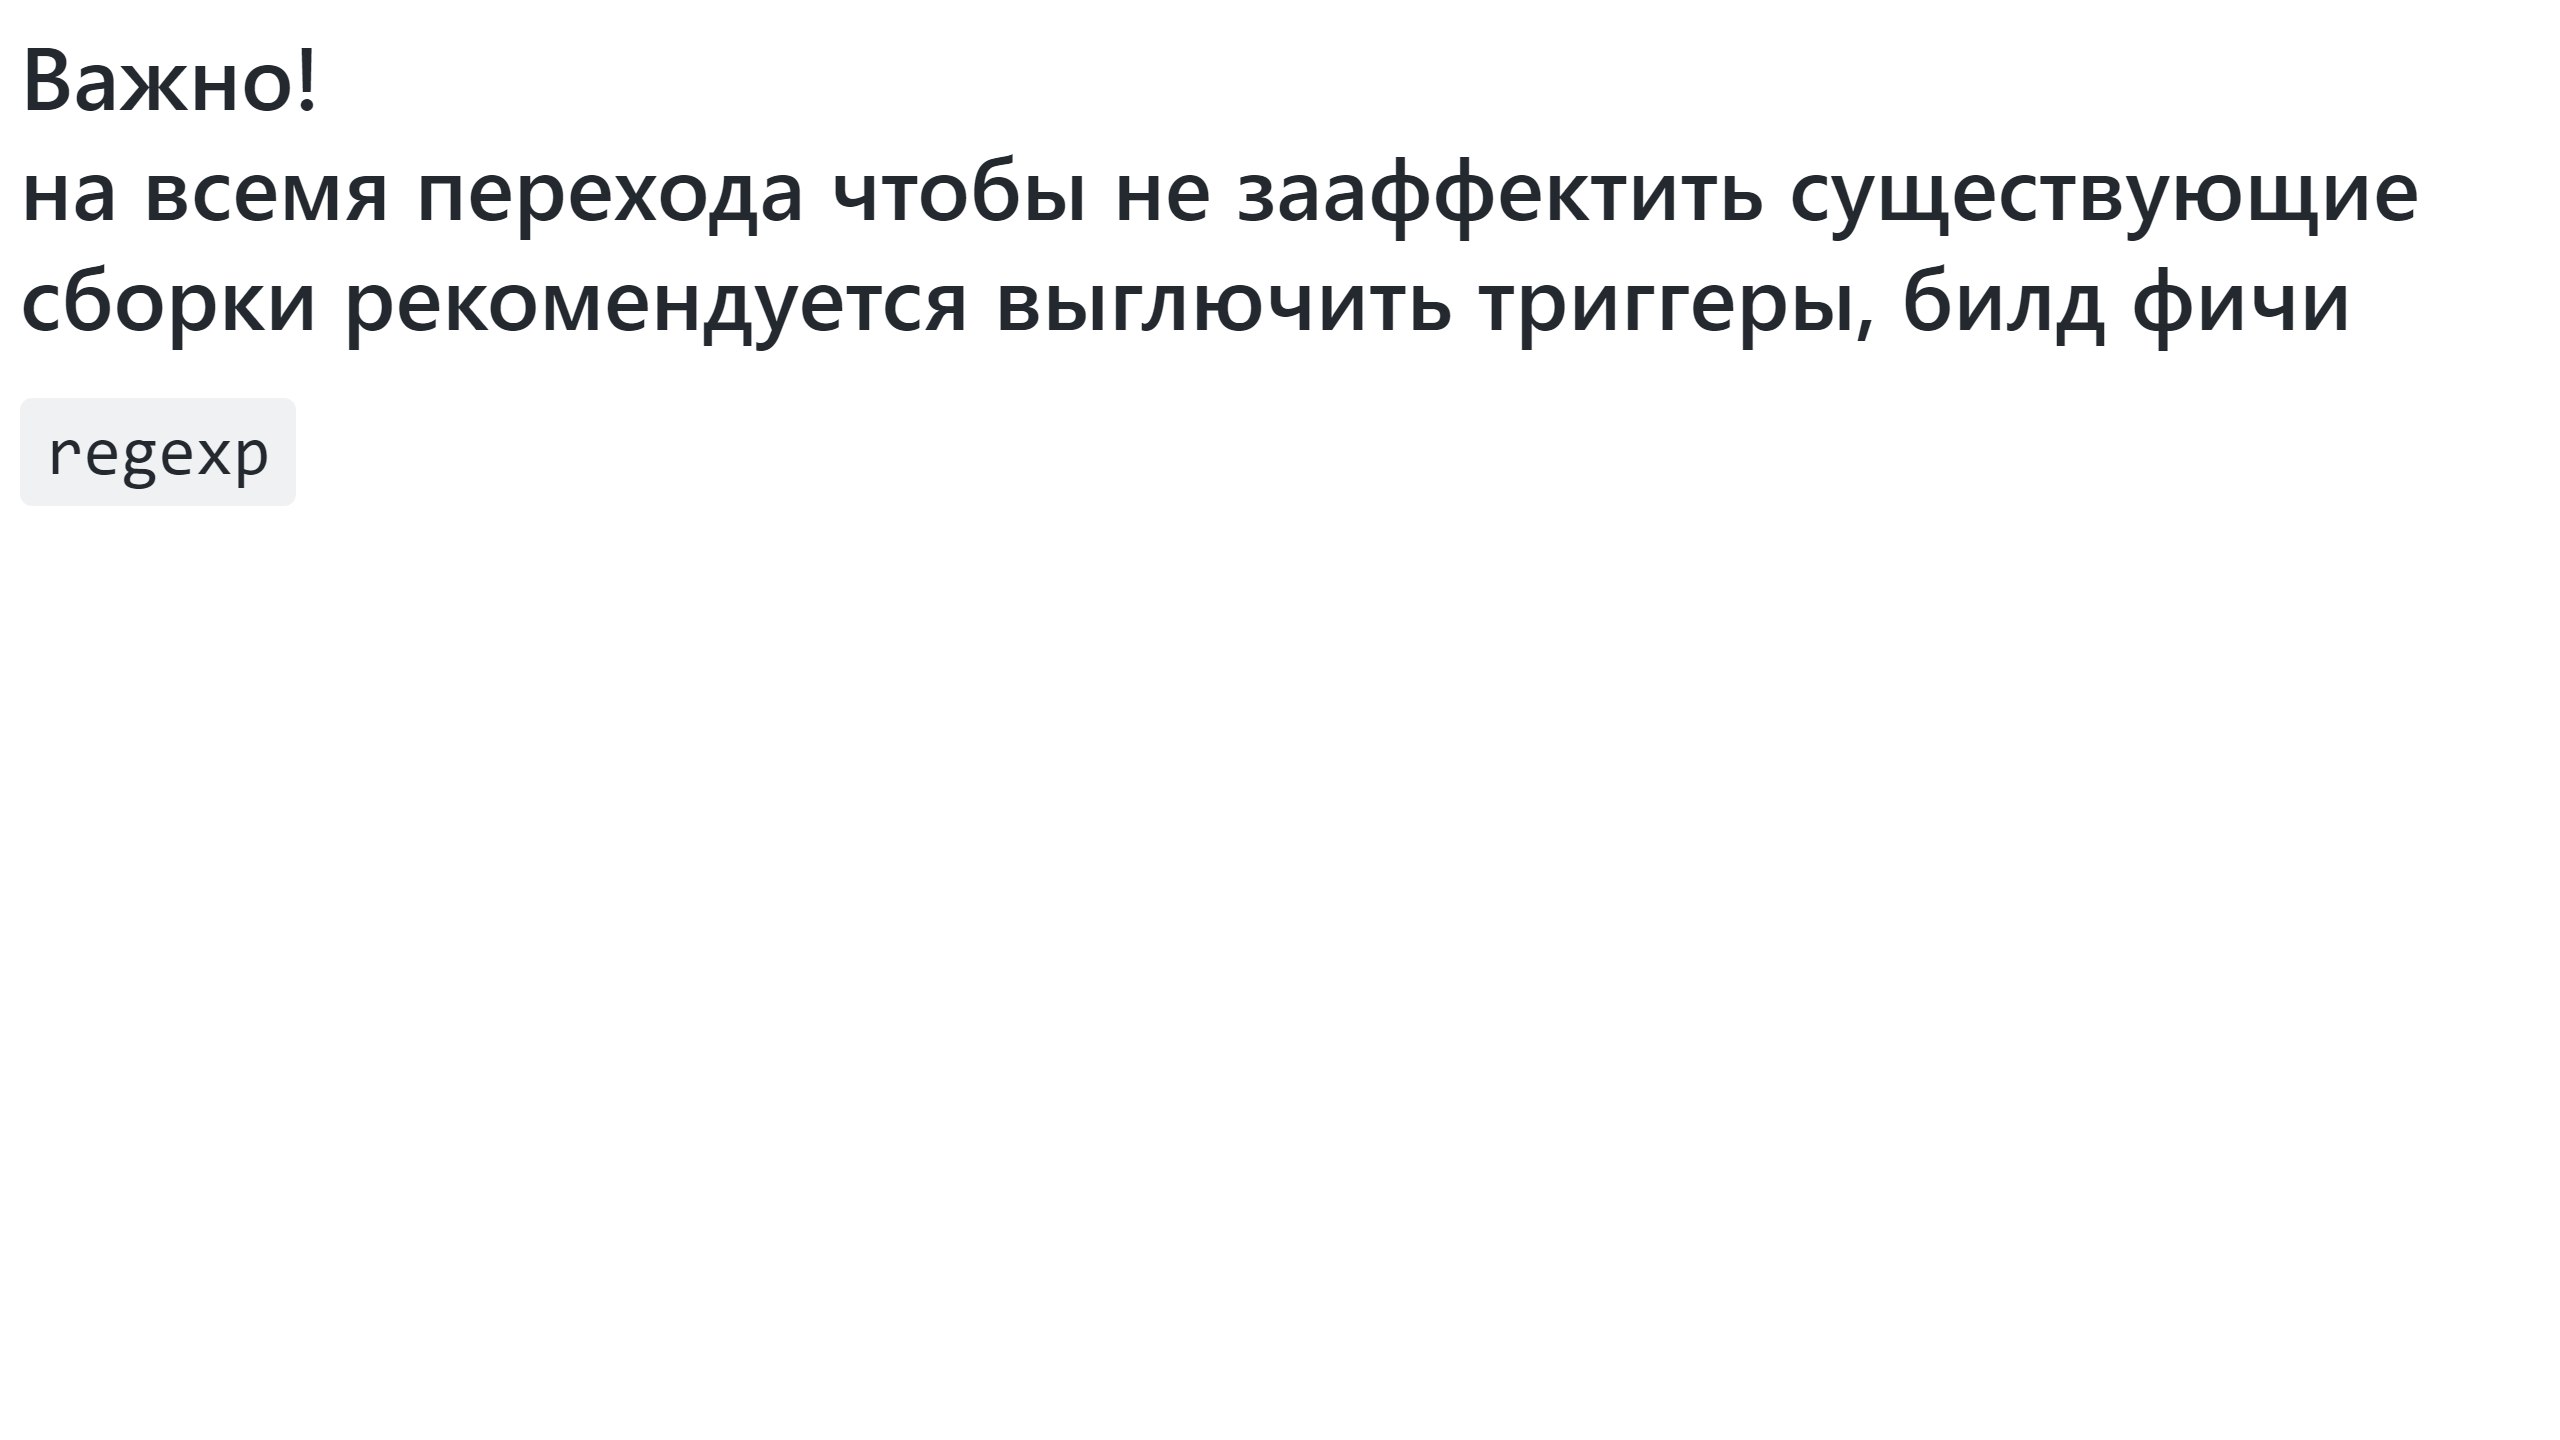 Важно!
на всемя перехода чтобы не зааффектить существующие
сборки рекомендуется выглючить триггеры, билд фичи
regexp